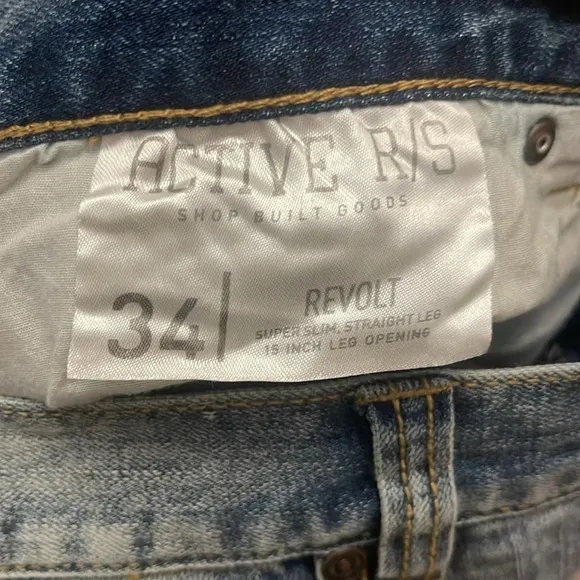 ACTIVE R/S
SHOP BUILT GOODS
34
REVOLT
SUPER SLIM, STRAIGHT LEG
15 INCH LEG OPENING